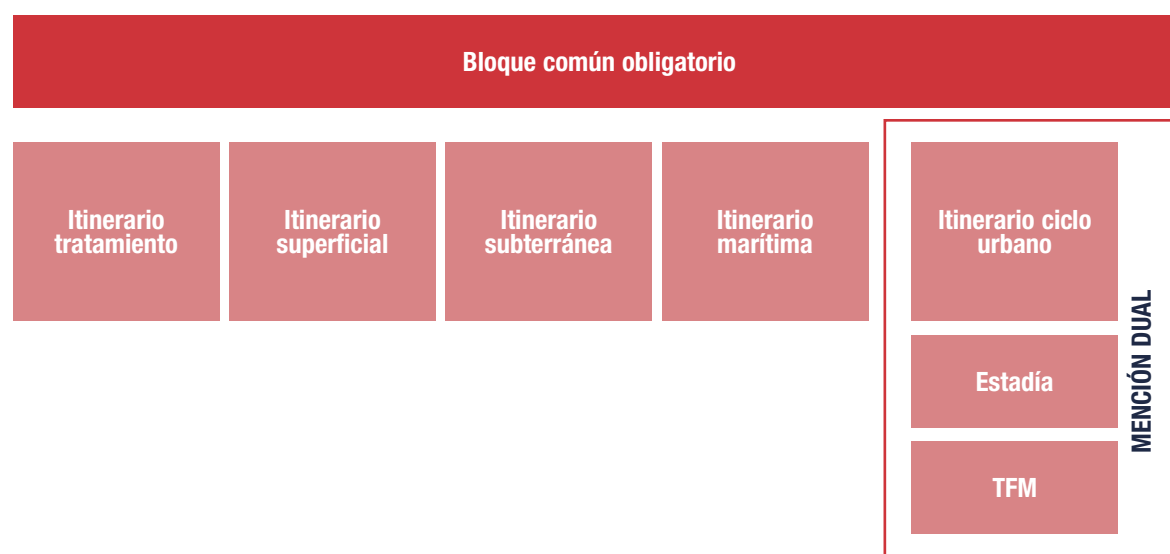 Bloque común obligatorio
Itinerario
tratamiento
Itinerario
superficial
Itinerario
subterránea
Itinerario
marítima
Itinerario ciclo
urbano
Estadía
TFM
MENCIÓN DUAL